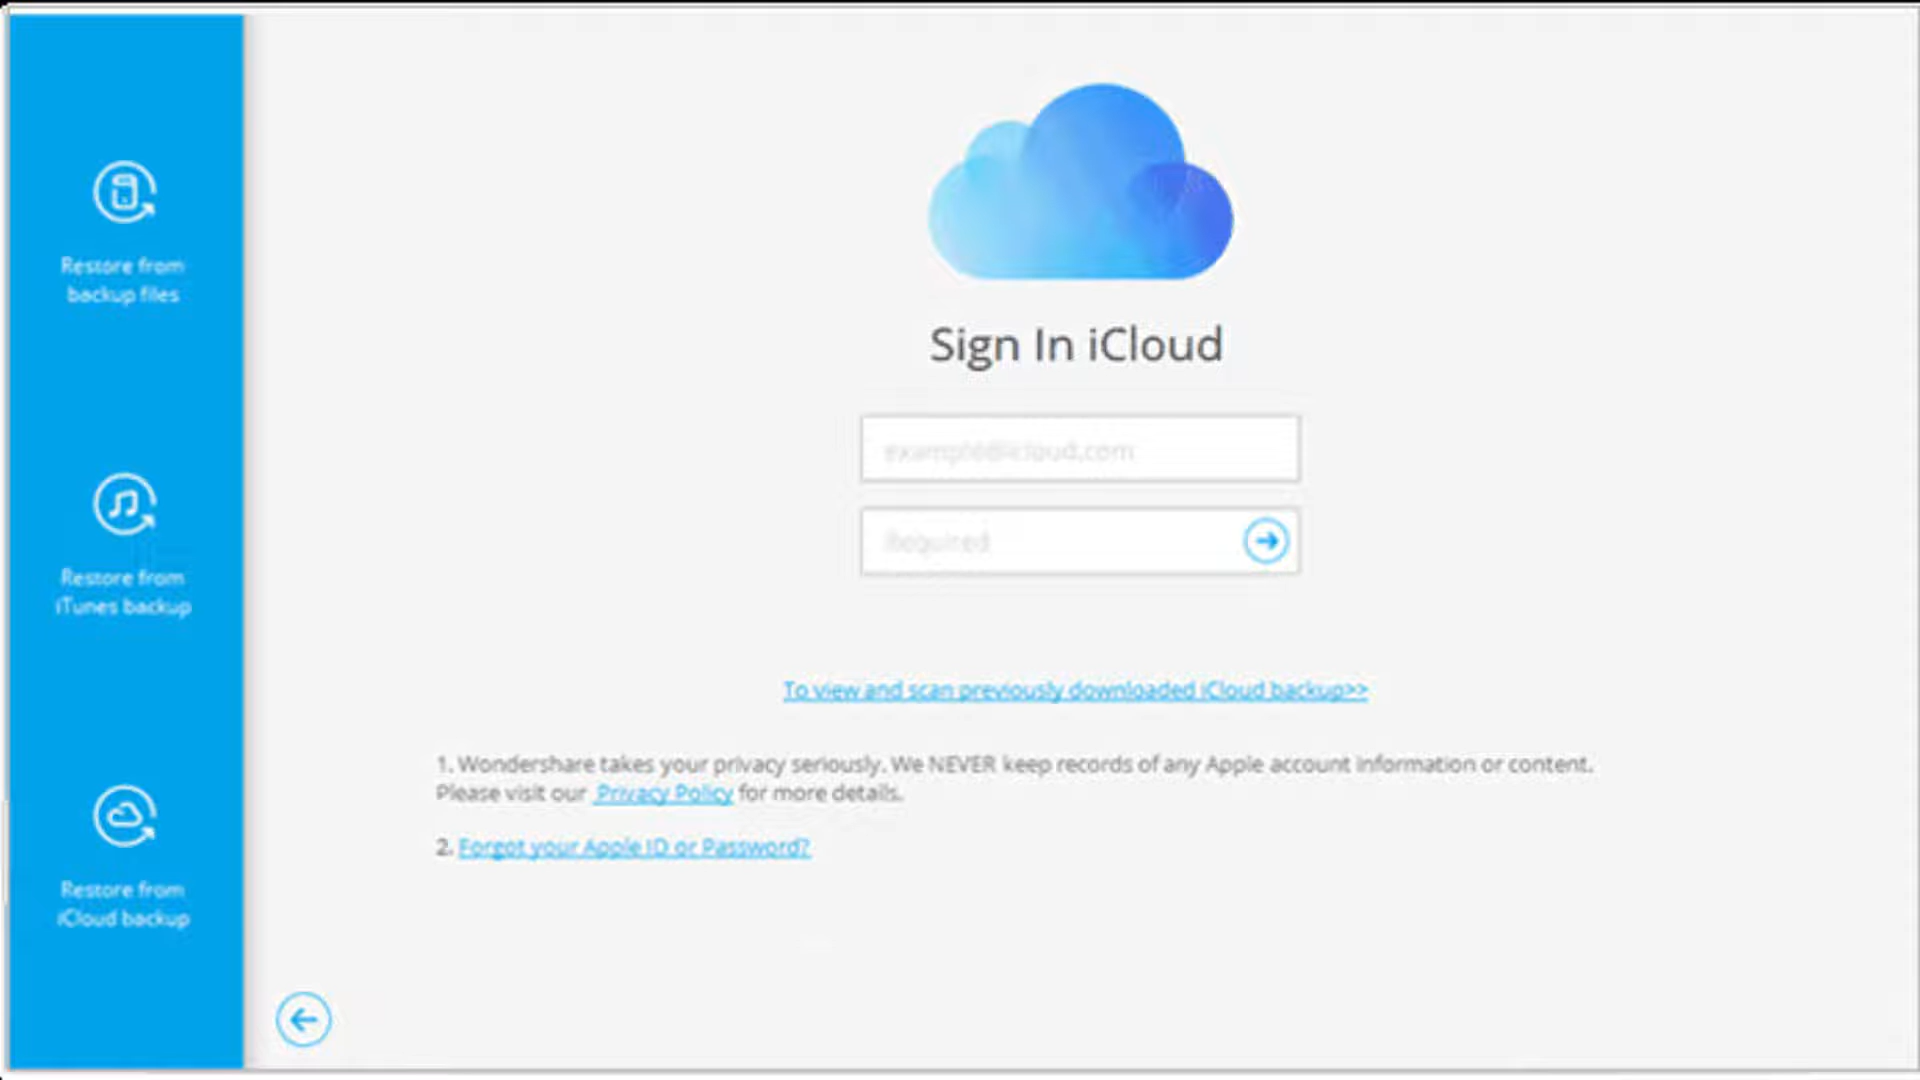 Restore from
backup files
Restore from
iTunes backup
Restore from
iCloud backup
Sign In iCloud
example@icloud.com
Required
To view and scan previously downloaded iCloud backup>>
1. Wondershare takes your privacy seriously. We NEVER keep records of any Apple account information or content.
Please visit our Privacy Policy for more details.
2. Forgot your Apple ID or Password?